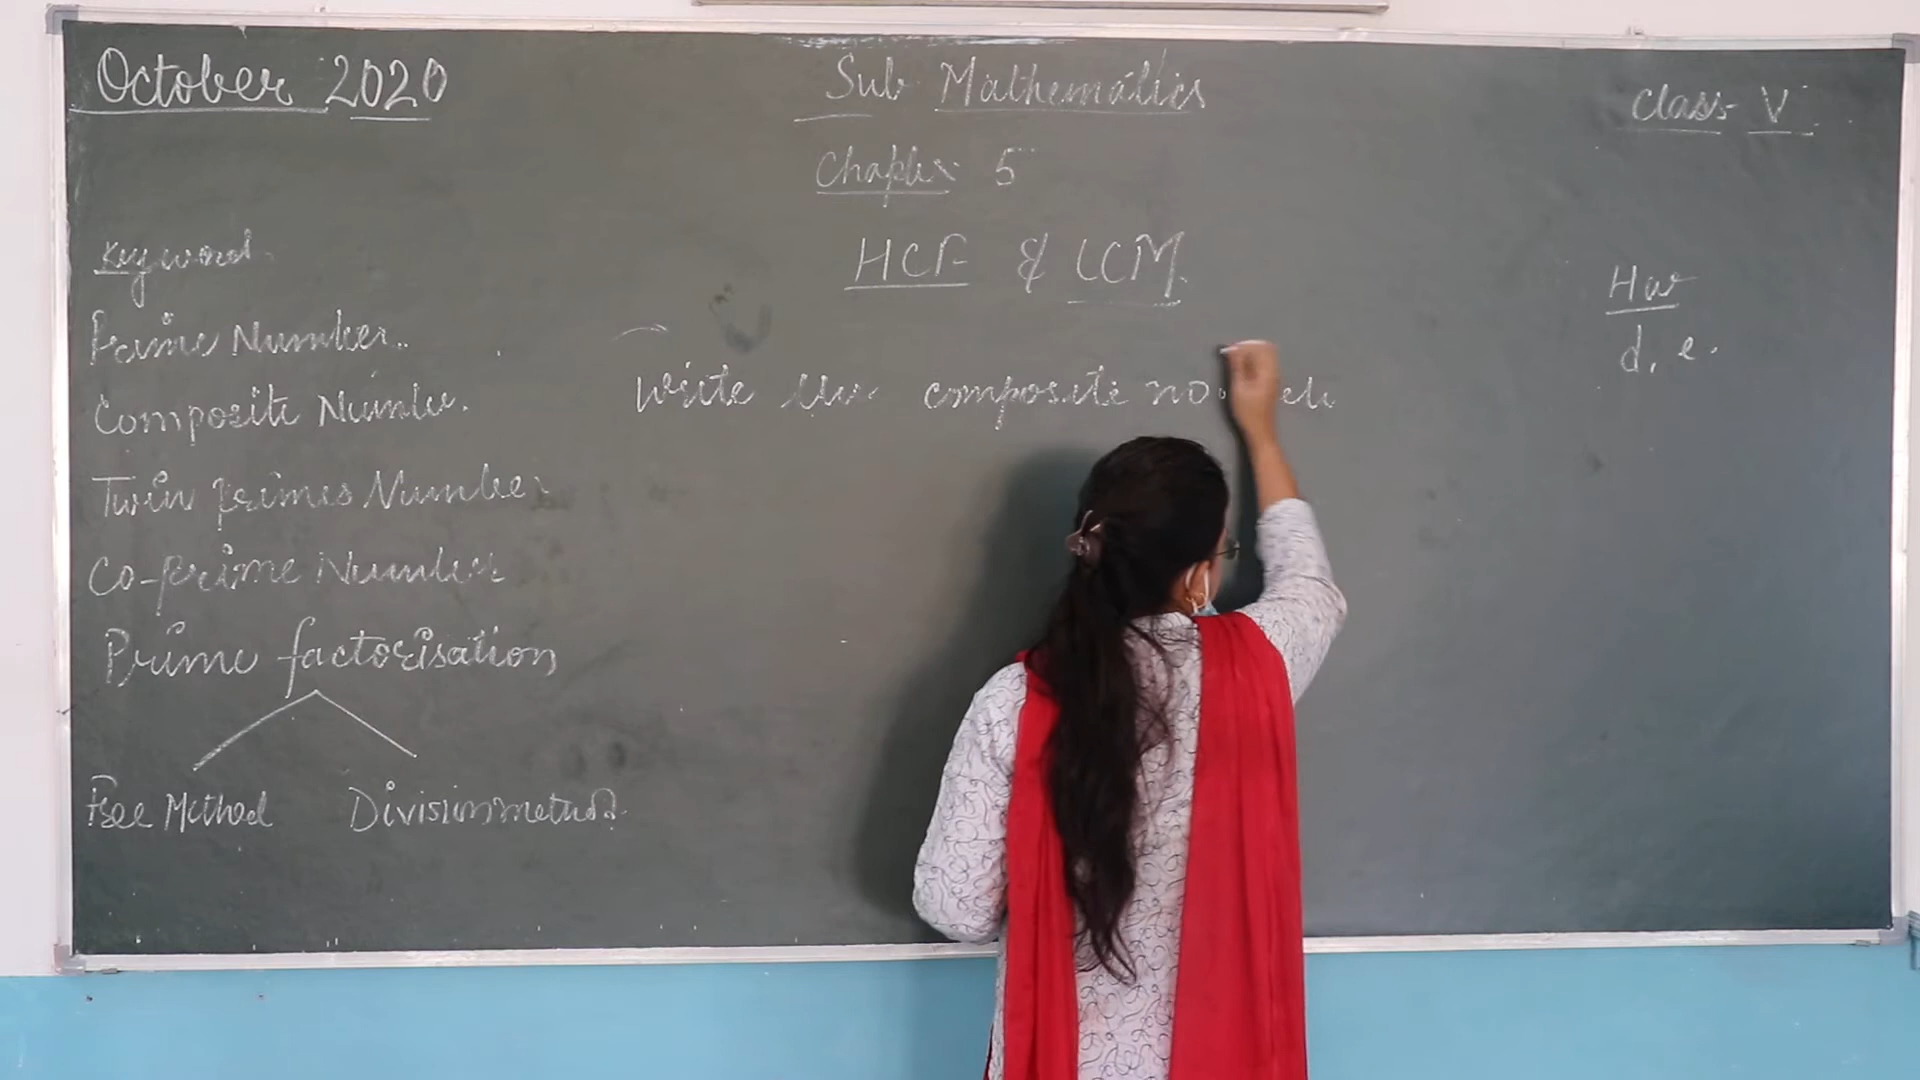 October 2020
Sub Mathematics
Class V
Chapter 5
HCF & LCM
Keyword
Prime Number.
Composite Number.
Twin primes Number
Co-prime Number
Prime factorisation
Method Division method
Write the composite no
Hw
d, e.